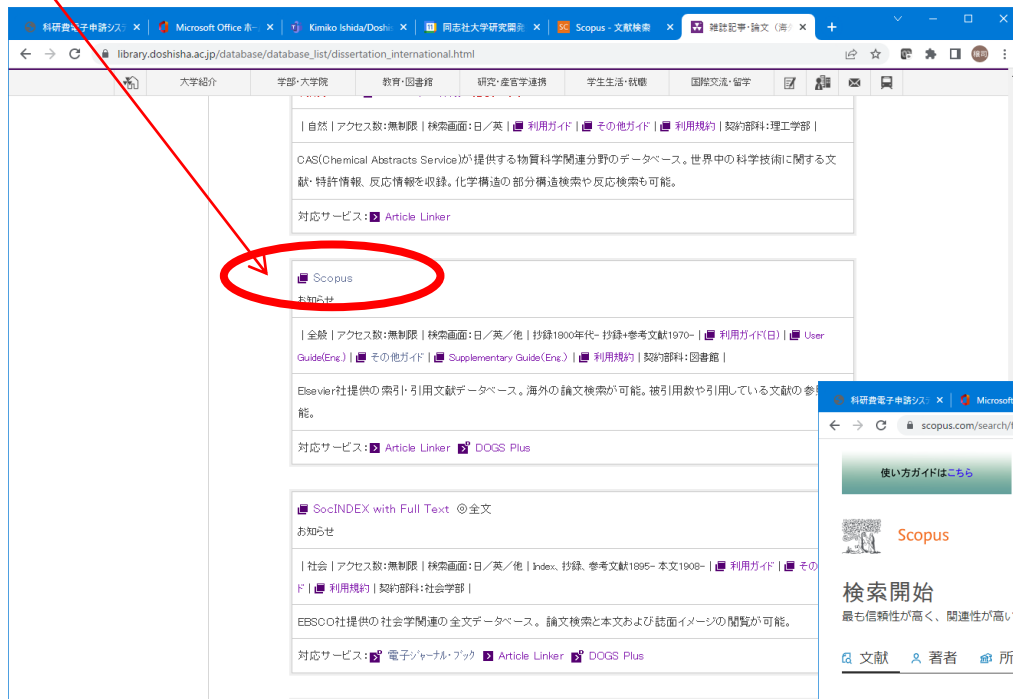 科研費電子申請シス
Microsoft Office ホー
Kimiko Ishida/Doshi
同志社大学研究開発
Scopus - 文献検索
雑誌記事・論文（海外
library.doshisha.ac.jp/database/database_list/dissertation_international.html
大学紹介
学部・大学院
教育・図書館
研究・産官学連携
学生生活・就職
国際交流・留学
| 自然 | アクセス数：無制限 | 検索画面：日／英 | 利用ガイド | その他ガイド | 利用規約 | 契約部科：理工学部 |
CAS(Chemical Abstracts Service)が提供する物質科学関連分野のデータベース。世界中の科学技術に関する文
献・特許情報、反応情報を収録。化学構造の部分構造検索や反応検索も可能。
対応サービス： Article Linker
Scopus
お知らせ
| 全般 | アクセス数：無制限 | 検索画面：日／英／他 | 抄録1800年代- 抄録+参考文献1970- | 利用ガイド(日) | User
Guide(Eng.) | その他ガイド | Supplementary Guide(Eng.) | 利用規約 | 契約部科：図書館 |
Elsevier社提供の索引・引用文献データベース。海外の論文検索が可能。被引用数や引用している文献の参
能。
対応サービス： Article Linker DOGS Plus
SocINDEX with Full Text ◎全文
お知らせ
| 社会 | アクセス数：無制限 | 検索画面：日／英／他 | Index、抄録、参考文献1895- 本文1908- | 利用ガイド | その
ド | 利用規約 | 契約部科：社会学部 |
EBSCO社提供の社会学関連の全文データベース。論文検索と本文および誌面イメージの閲覧が可能。
対応サービス： 電子ジャーナル・ブック Article Linker DOGS Plus
科研費電子申請シス
Microsoft
scopus.com/search/f
使い方ガイドはこちら
Scopus
検索開始
最も信頼性が高く、関連性が高い
文献
著者
所